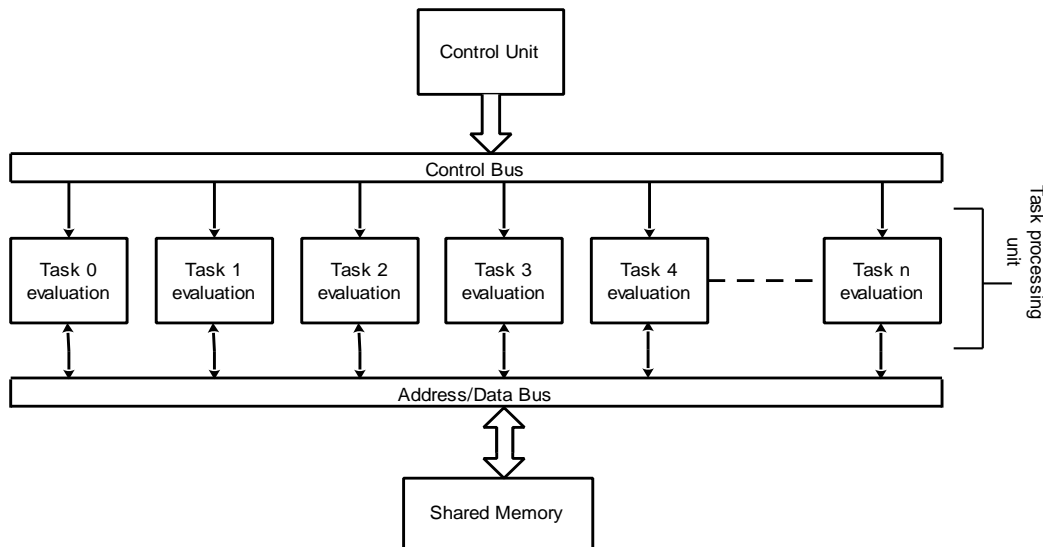 Control Unit
Control Bus
Task 0
evaluation
Task 1
evaluation
Task 2
evaluation
Task 3
evaluation
Task 4
evaluation
Task n
evaluation
Task processing
unit
Address/Data Bus
Shared Memory